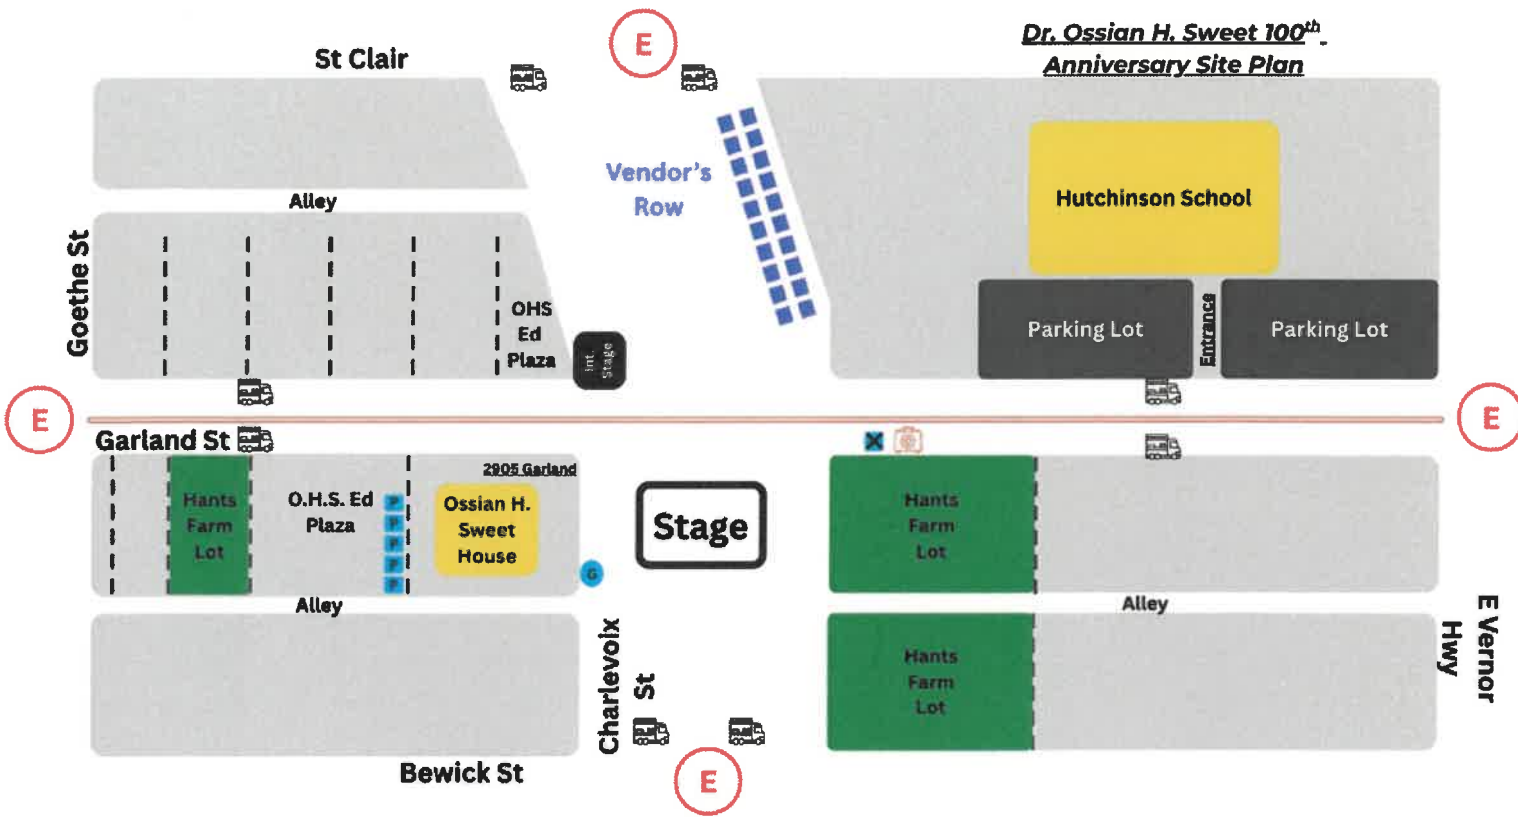 Dr. Ossian H. Sweet 100th
Anniversary Site Plan
E
St Clair
Vendor's
Row
Hutchinson School
Alley
Goethe St
OHS
Ed
Plaza
Int.
Stage
Parking Lot
Entrance
Parking Lot
E
E
Garland St
2905 Garland
Hants
Farm
Lot
O.H.S. Ed
Plaza
P
P
P
P
P
Ossian H.
Sweet
House
G
Stage
Hants
Farm
Lot
Alley
Alley
Charlevoix
St
Hants
Farm
Lot
E Vernor
Hwy
Bewick St
E